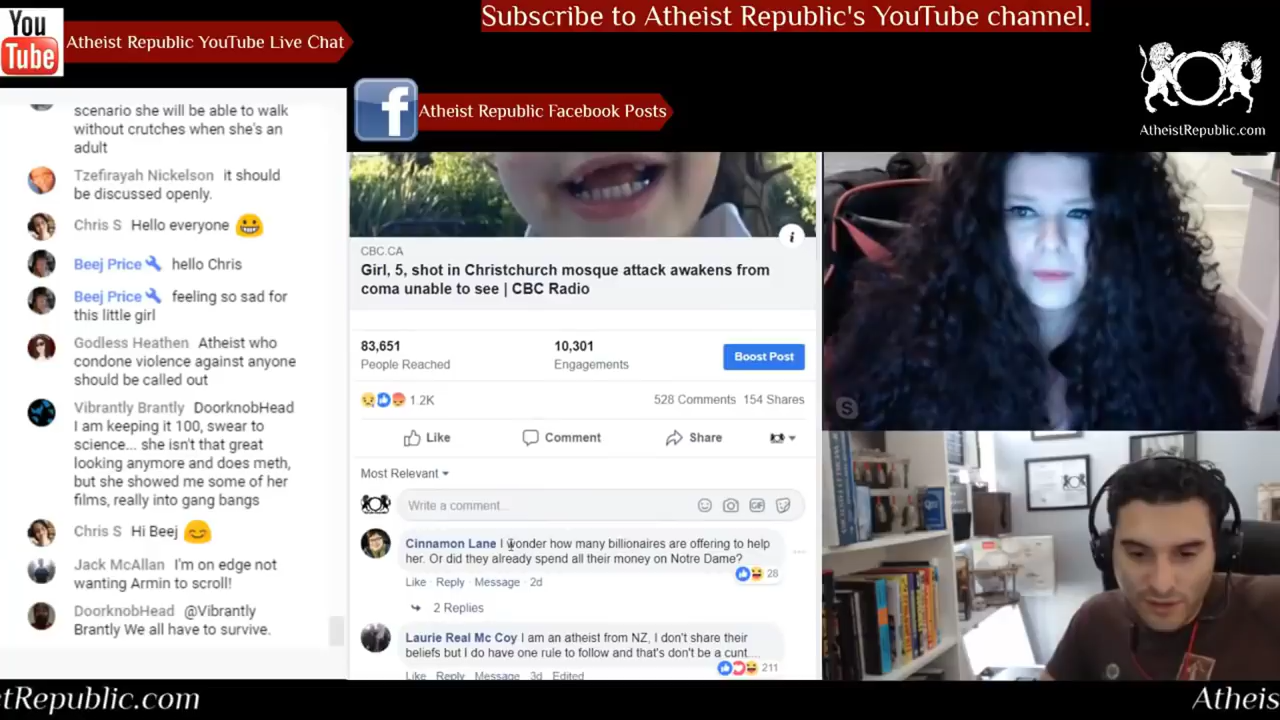 Subscribe to Atheist Republic's YouTube channel.
You
Tube
Atheist Republic YouTube Live Chat
AtheistRepublic.com
f
Atheist Republic Facebook Posts
scenario she will be able to walk
without crutches when she's an
adult
Tzefirayah Nickelson it should
be discussed openly.
Chris S Hello everyone 😀
Beej Price hello Chris
Beej Price feeling so sad for
this little girl
Godless Heathen Atheist who
condone violence against anyone
should be called out
Vibrantly Brantly DoorknobHead
I am keeping it 100, swear to
science... she isn't that great
looking anymore and does meth,
but she showed me some of her
films, really into gang bangs
Chris S Hi Beej 😊
Jack McAllan I'm on edge not
wanting Armin to scroll!
DoorknobHead @Vibrantly
Brantly We all have to survive.
CBC.CA
Girl, 5, shot in Christchurch mosque attack awakens from
coma unable to see | CBC Radio
83,651
People Reached
10,301
Engagements
Boost Post
1.2K
528 Comments 154 Shares
Like
Comment
Share
Most Relevant
Write a comment...
GIF
Cinnamon Lane I wonder how many billionaires are offering to help
her. Or did they already spend all their money on Notre Dame?
28
Like Reply Message 2d
2 Replies
Laurie Real Mc Coy I am an atheist from NZ, I don't share their
beliefs but I do have one rule to follow and that's don't be a cunt....
211
Like Reply Message 3d Edited
etRepublic.com
Atheis